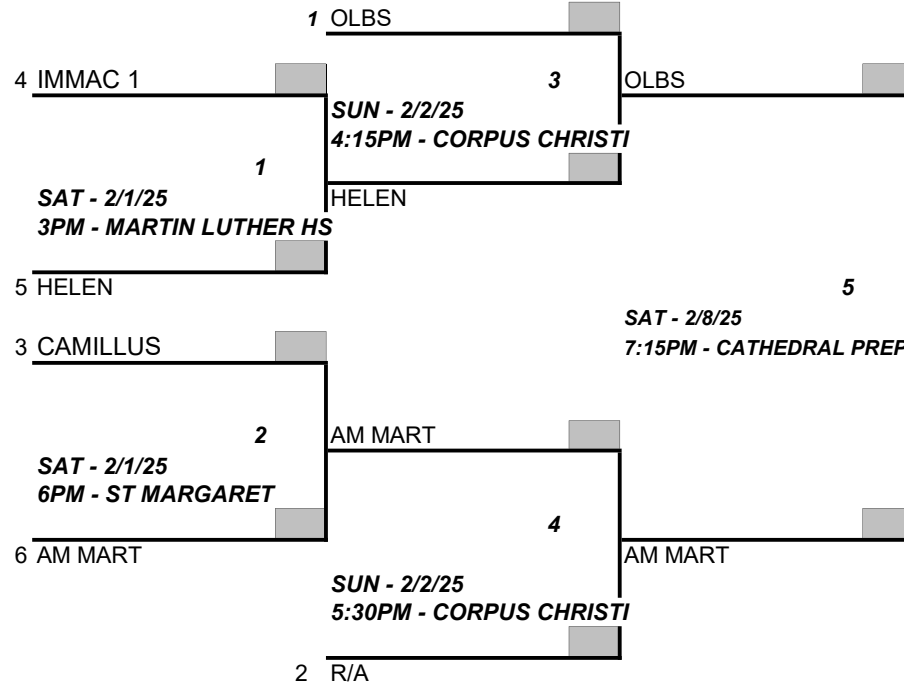 1 OLBS
4 IMMAC 1
3
OLBS
SUN - 2/2/25
4:15PM - CORPUS CHRISTI
1
SAT - 2/1/25
3PM - MARTIN LUTHER HS
HELEN
5 HELEN
5
SAT - 2/8/25
7:15PM - CATHEDRAL PREP
3 CAMILLUS
2
AM MART
SAT - 2/1/25
6PM - ST MARGARET
4
6 AM MART
AM MART
SUN - 2/2/25
5:30PM - CORPUS CHRISTI
2 R/A